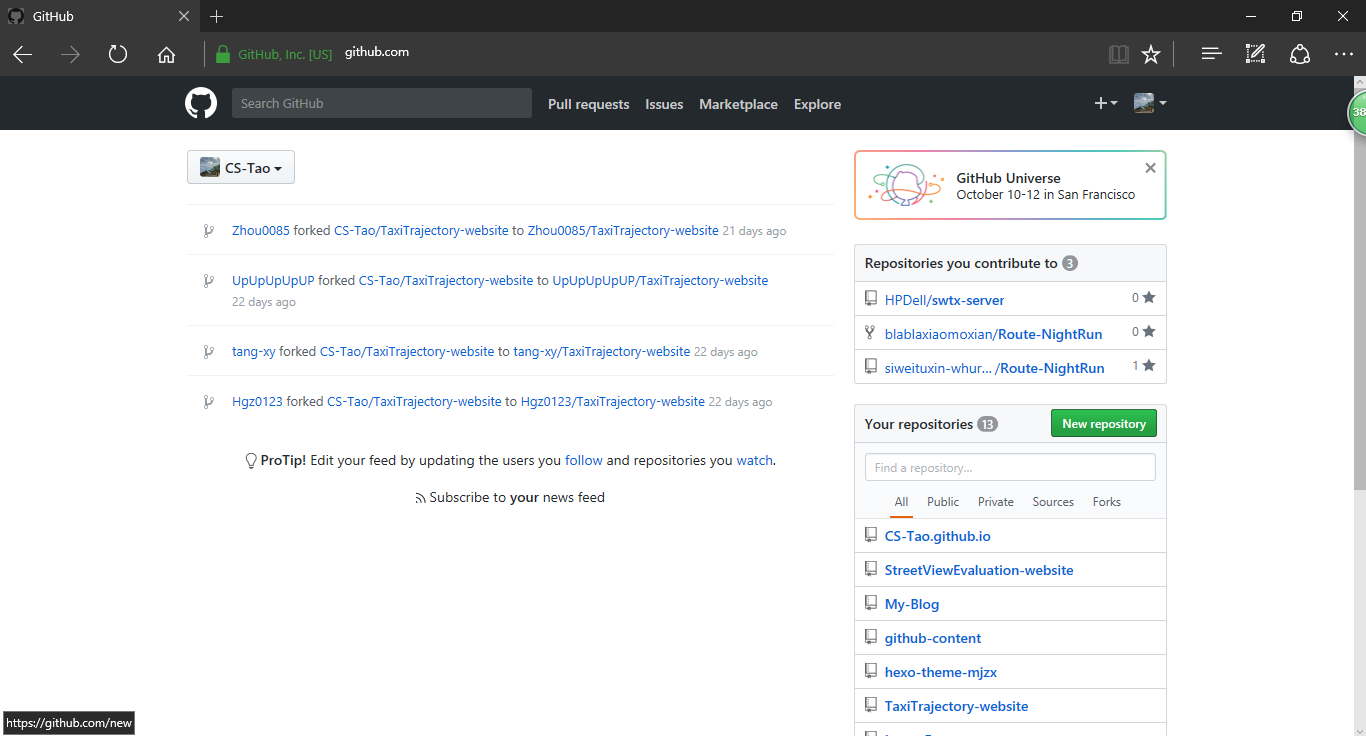 GitHub
GitHub, Inc. [US] github.com
Search GitHub
Pull requests Issues Marketplace Explore
38
CS-Tao
Zhou0085 forked CS-Tao/TaxiTrajectory-website to Zhou0085/TaxiTrajectory-website 21 days ago
UpUpUpUpUP forked CS-Tao/TaxiTrajectory-website to UpUpUpUpUP/TaxiTrajectory-website
22 days ago
tang-xy forked CS-Tao/TaxiTrajectory-website to tang-xy/TaxiTrajectory-website 22 days ago
Hgz0123 forked CS-Tao/TaxiTrajectory-website to Hgz0123/TaxiTrajectory-website 22 days ago
ProTip! Edit your feed by updating the users you follow and repositories you watch.
Subscribe to your news feed
GitHub Universe
October 10-12 in San Francisco
Repositories you contribute to 3
HPDell/swtx-server 0
blablaxiaomoxian/Route-NightRun 0
siweituxin-whur... /Route-NightRun 1
Your repositories 13 New repository
Find a repository...
All Public Private Sources Forks
CS-Tao.github.io
StreetViewEvaluation-website
My-Blog
github-content
hexo-theme-mjzx
TaxiTrajectory-website
https://github.com/new